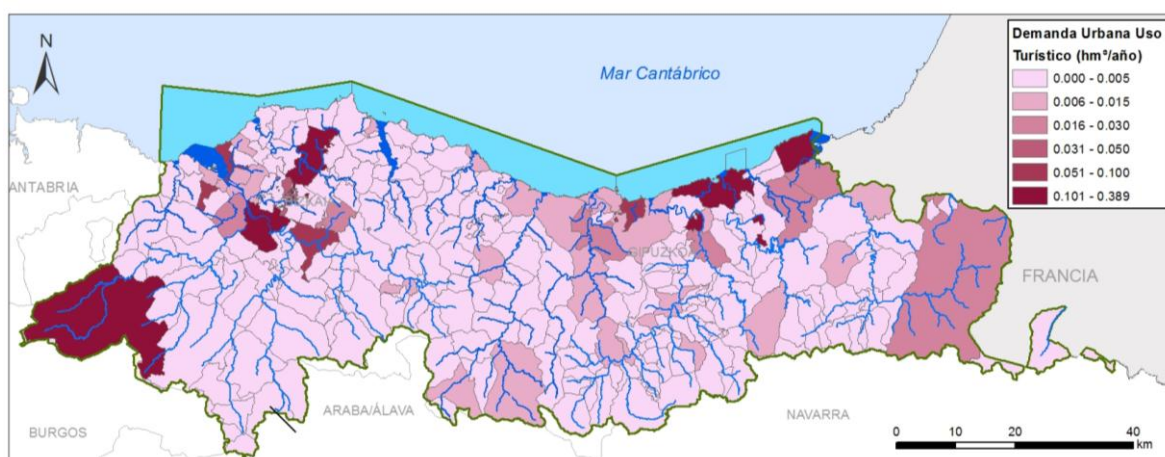 N
Mar Cantábrico
Demanda Urbana Uso
Turístico (hm³/año)
0.000 - 0.005
0.006 - 0.015
0.016 - 0.030
0.031 - 0.050
0.051 - 0.100
0.101 - 0.389
ANTABRIA
GIPUZKOA
FRANCIA
ARABA/ÁLAVA
NAVARRA
BURGOS
0 10 20 40
km